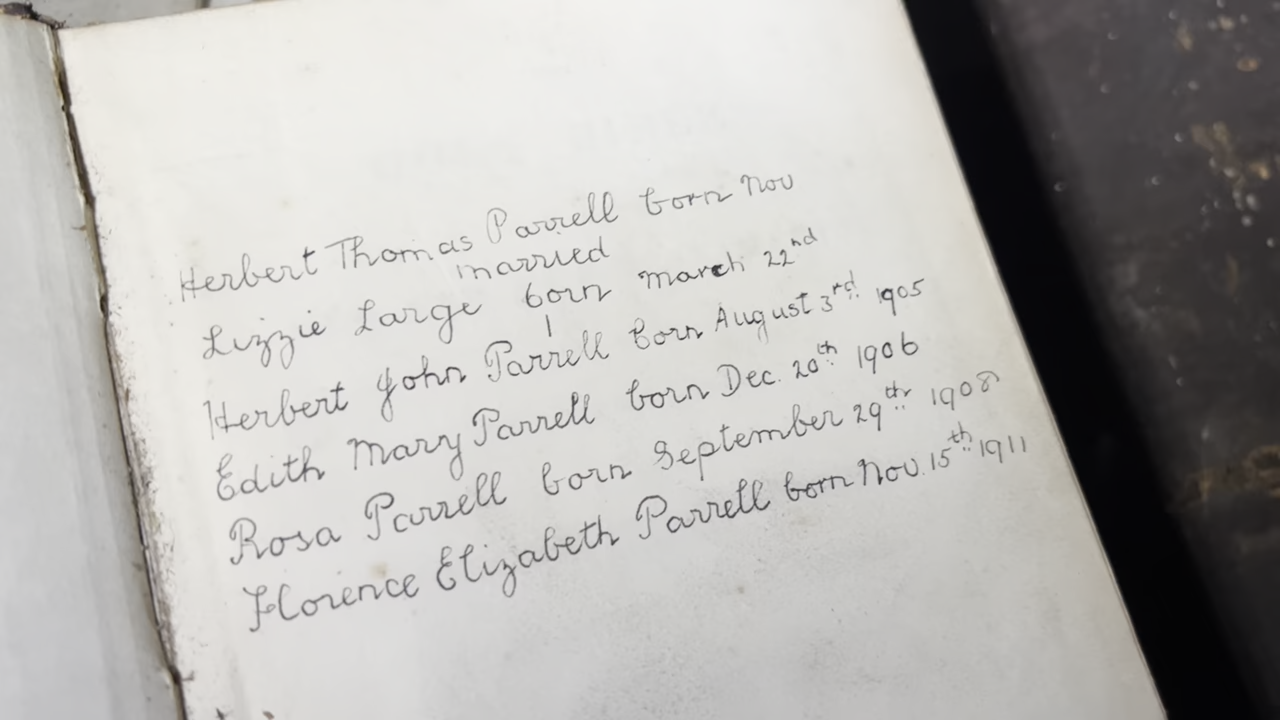 Herbert Thomas Parrell born Nov
married
Lizzie Large born March 22nd
Herbert John Parrell born August 3rd 1905
Edith Mary Parrell born Dec. 20th 1906
Rosa Parrell born September 29th 1908
Florence Elizabeth Parrell born Nov. 15th 1911